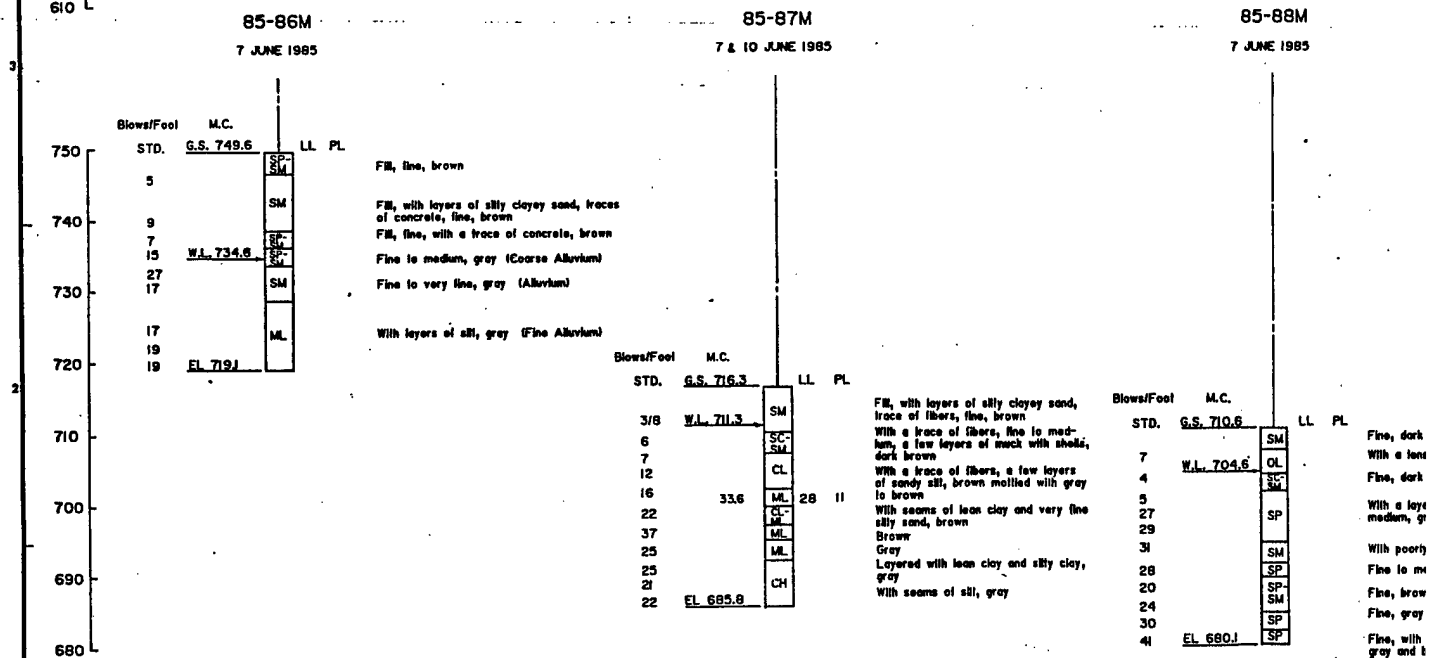 610
85-86M
7 JUNE 1985
85-87M
7 & 10 JUNE 1985
85-88M
7 JUNE 1985
3
2
750
740
730
720
710
700
690
680
Blows/Foot M.C.
STD. G.S. 749.6 LL PL
SP-SM Fill, fine, brown
5
SM Fill, with layers of silty clayey sand, traces
of concrete, fine, brown
9
7 Fill, fine, with a trace of concrete, brown
15 W.L. 734.6 SP-SM Fine to medium, gray (Coarse Alluvium)
27
17 SM Fine to very fine, gray (Alluvium)
17 ML With layers of silt, gray (Fine Alluvium)
19
19 EL 719.1
Blows/Foot M.C.
STD. G.S. 716.3 LL PL
3/8 W.L. 711.3
6
7
12
16 33.6 ML 28 11
22
37
25
25
21
22 EL 685.8
SM
SC-SM
CL
CL-ML
ML
ML
CH
Fill, with layers of silty clayey sand,
trace of fibers, fine, brown
With a trace of fibers, fine to med-
ium, a few layers of muck with shells,
dark brown
With a trace of fibers, a few layers
of sandy silt, brown mottled with gray
to brown
With seams of lean clay and very fine
silty sand, brown
Brown
Gray
Layered with lean clay and silty clay,
gray
With seams of silt, gray
Blows/Foot M.C.
STD. G.S. 710.6 LL PL
7 W.L. 704.6
4
5
27
29
31
28
20
24
30
41 EL 680.1
SM
OL
SC-SM
SP
SM
SP
SP-SM
SP
SP
Fine, dark
With a lens
Fine, dark
With a laye
medium, gr
With poorly
Fine to me
Fine, brow
Fine, gray
Fine, with
gray and b